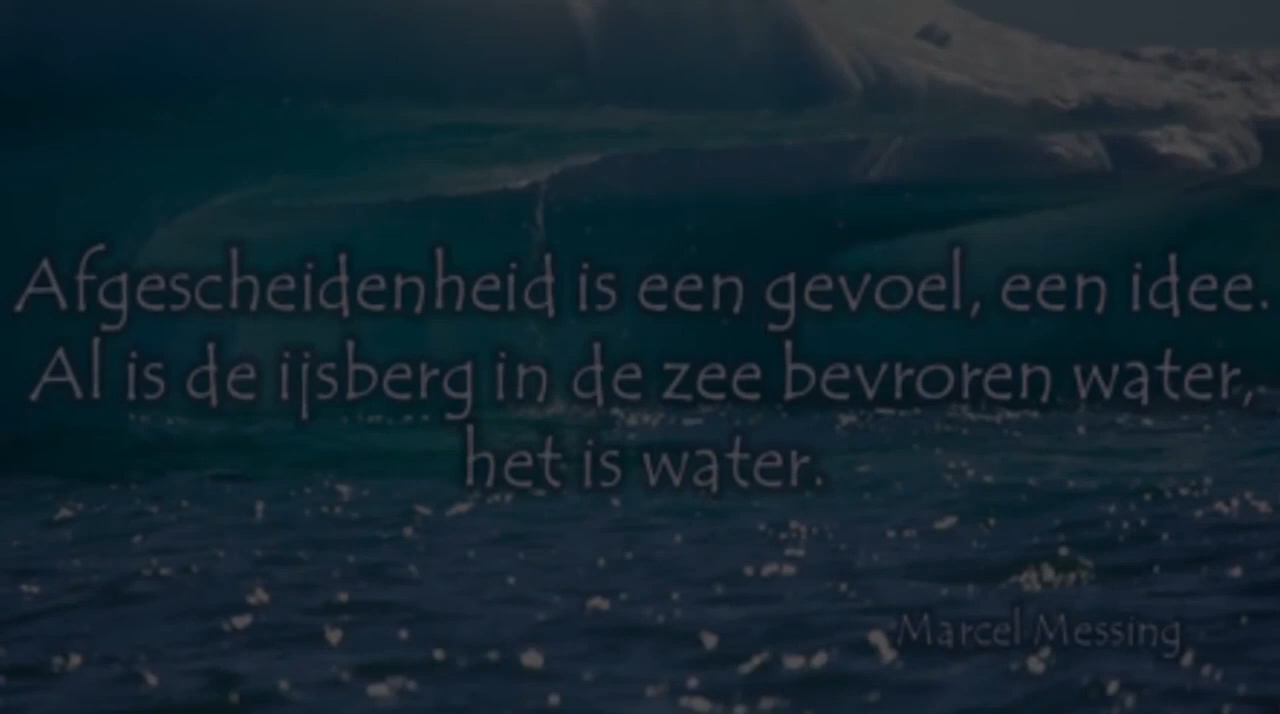 Afgescheidenheid is een gevoel, een idee.
Al is de ijsberg in de zee bevroren water,
het is water.
Marcel Messing